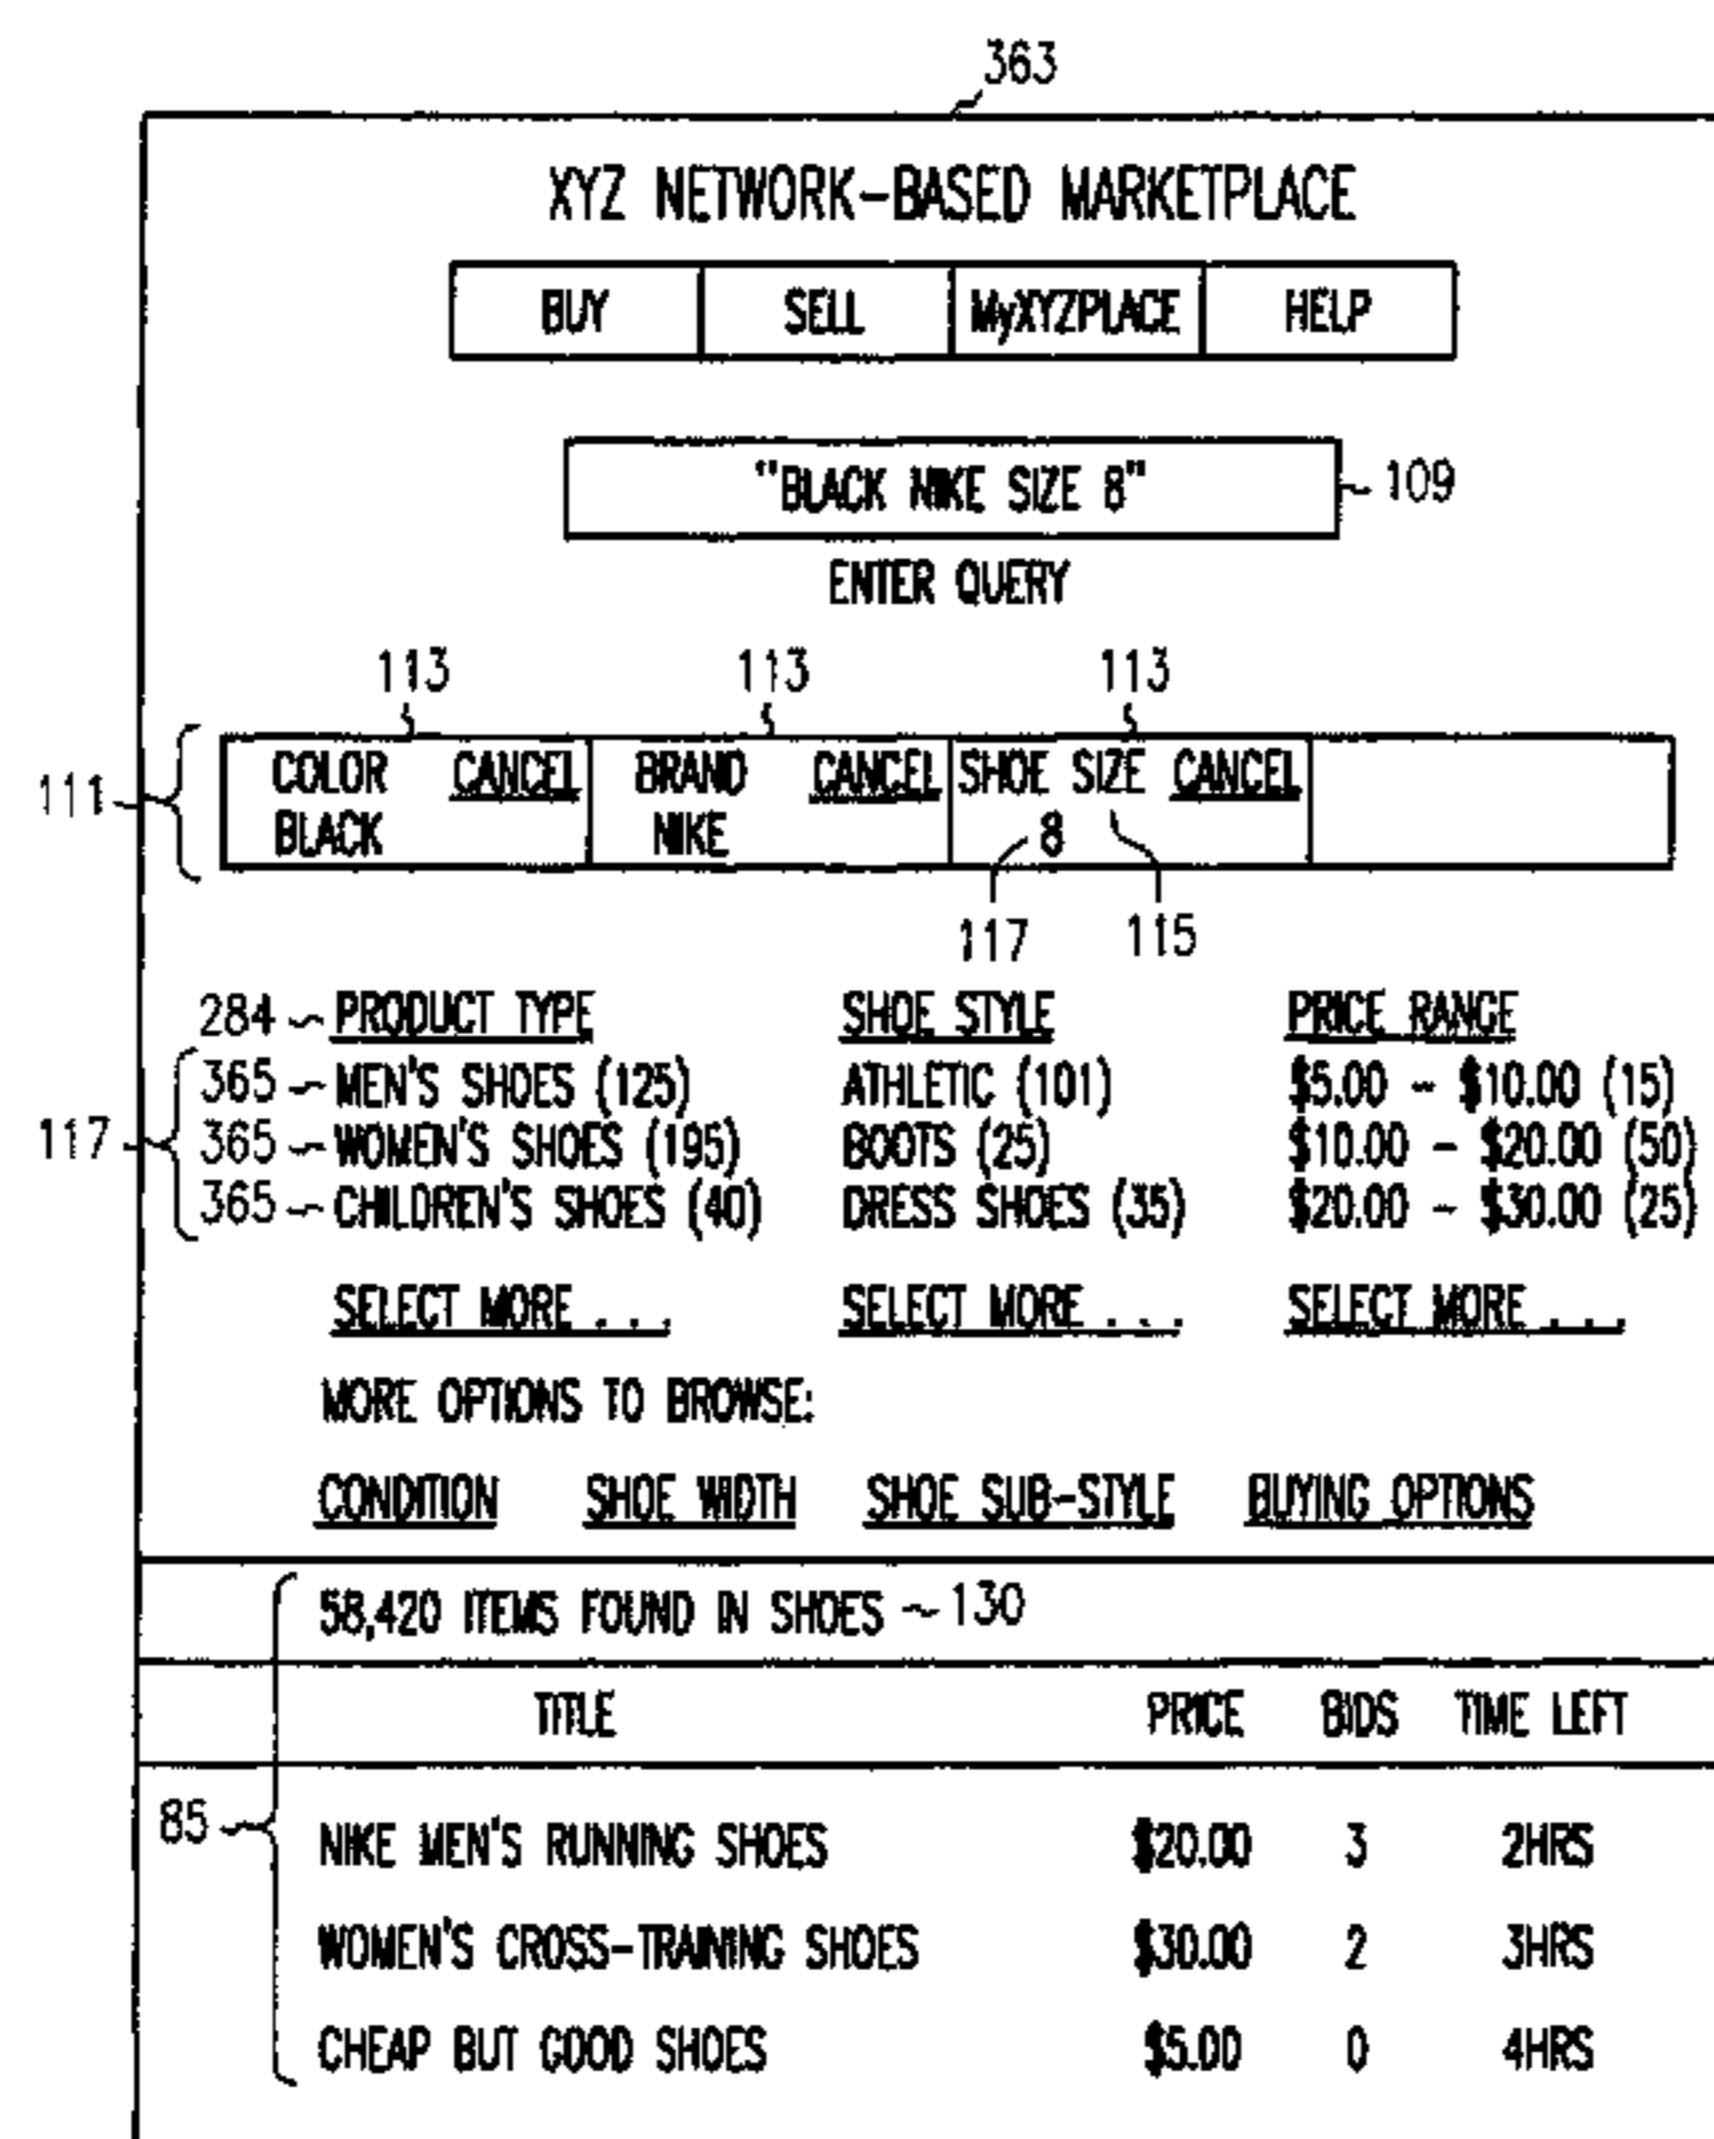 363
XYZ NETWORK-BASED MARKETPLACE
BUY SELL MyXYZPLACE HELP
"BLACK NIKE SIZE 8" 109
ENTER QUERY
113 113 113
COLOR CANCEL BRAND CANCEL SHOE SIZE CANCEL
111
BLACK NIKE 8
117 115
284 PRODUCT TYPE SHOE STYLE PRICE RANGE
365 MEN'S SHOES (125) ATHLETIC (101) $5.00 - $10.00 (15)
117 365 WOMEN'S SHOES (195) BOOTS (25) $10.00 - $20.00 (50)
365 CHILDREN'S SHOES (40) DRESS SHOES (35) $20.00 - $30.00 (25)
SELECT MORE . . . SELECT MORE . . . SELECT MORE . . .
MORE OPTIONS TO BROWSE:
CONDITION SHOE WIDTH SHOE SUB-STYLE BUYING OPTIONS
58,420 ITEMS FOUND IN SHOES 130
TITLE PRICE BIDS TIME LEFT
85 NIKE MEN'S RUNNING SHOES $20.00 3 2HRS
WOMEN'S CROSS-TRAINING SHOES $30.00 2 3HRS
CHEAP BUT GOOD SHOES $5.00 0 4HRS